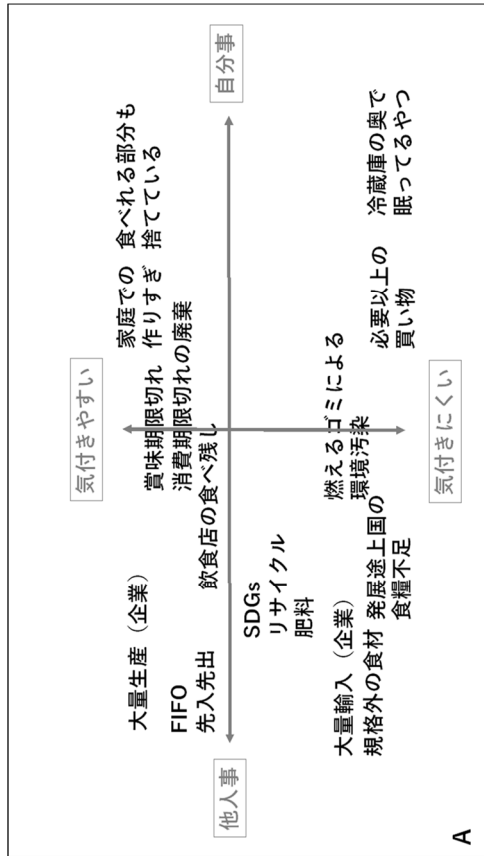 気付きやすい
大量生産（企業）
FIFO
先入先出
賞味期限切れ
消費期限切れの廃棄
飲食店の食べ残し
家庭での
作りすぎ
食べれる部分も
捨てている
他人事
自分事
SDGs
リサイクル
肥料
大量輸入（企業）
規格外の食材
発展途上国の
食糧不足
燃えるゴミによる
環境汚染
必要以上の
買い物
冷蔵庫の奥で
眠ってるやつ
気付きにくい
A